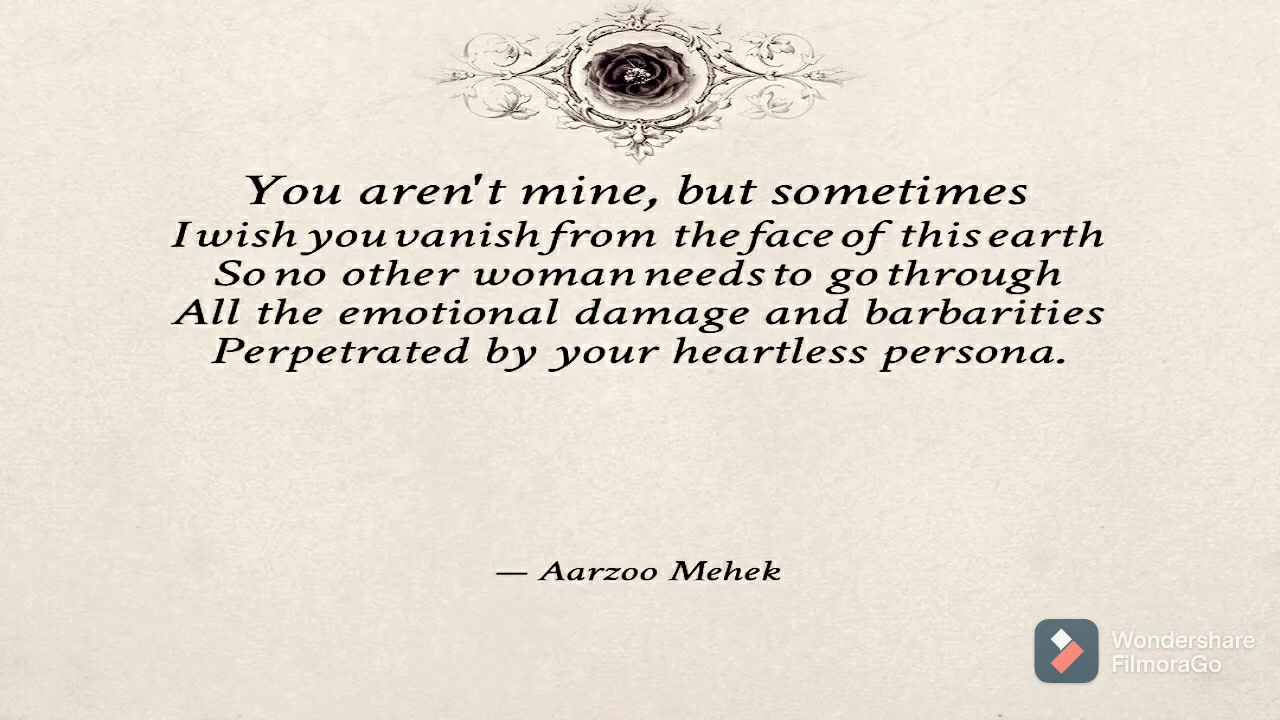 You aren't mine, but sometimes
I wish you vanish from the face of this earth
So no other woman needs to go through
All the emotional damage and barbarities
Perpetrated by your heartless persona.
— Aarzoo Mehek
Wondershare
FilmoraGo